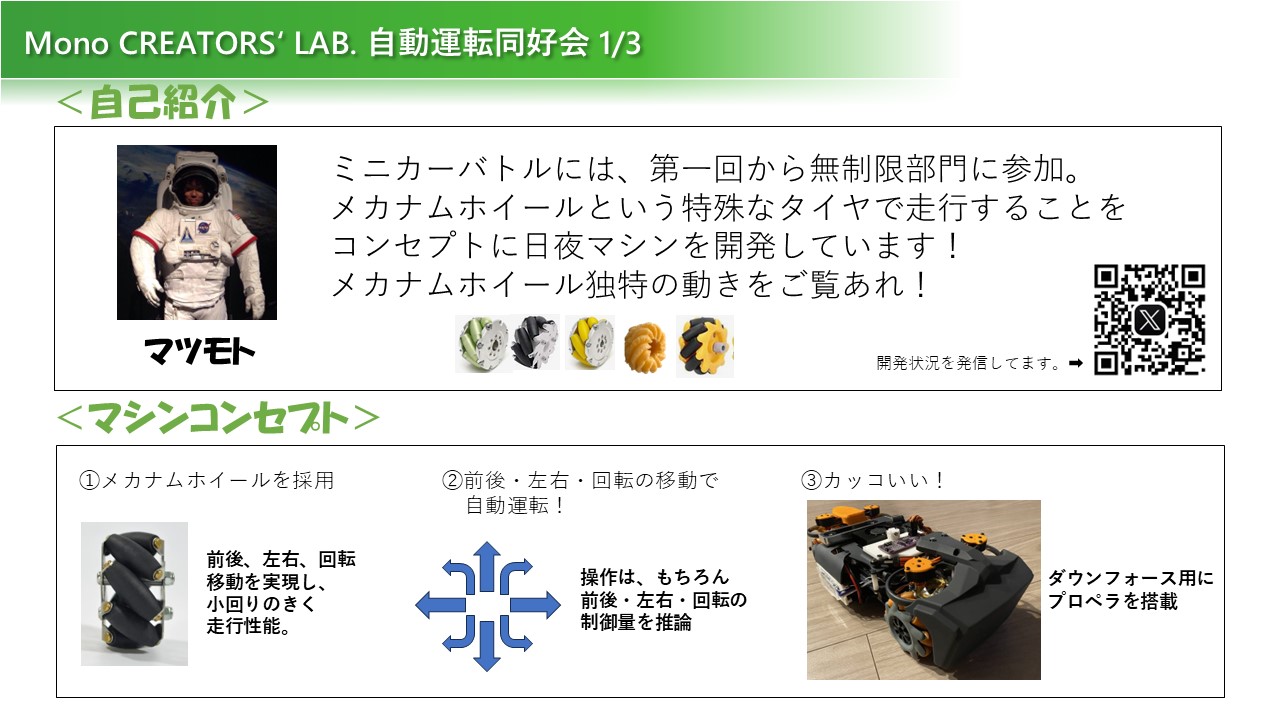 Mono CREATORS‘ LAB. 自動運転同好会 1/3
＜自己紹介＞
ミニカーバトルには、第一回から無制限部門に参加。
メカナムホイールという特殊なタイヤで走行することを
コンセプトに日夜マシンを開発しています！
メカナムホイール独特の動きをご覧あれ！
マツモト
開発状況を発信してます。➡
＜マシンコンセプト＞
①メカナムホイールを採用
前後、左右、回転
移動を実現し、
小回りのきく
走行性能。
②前後・左右・回転の移動で
自動運転！
操作は、もちろん
前後・左右・回転の
制御量を推論
③カッコいい！
ダウンフォース用に
プロペラを搭載